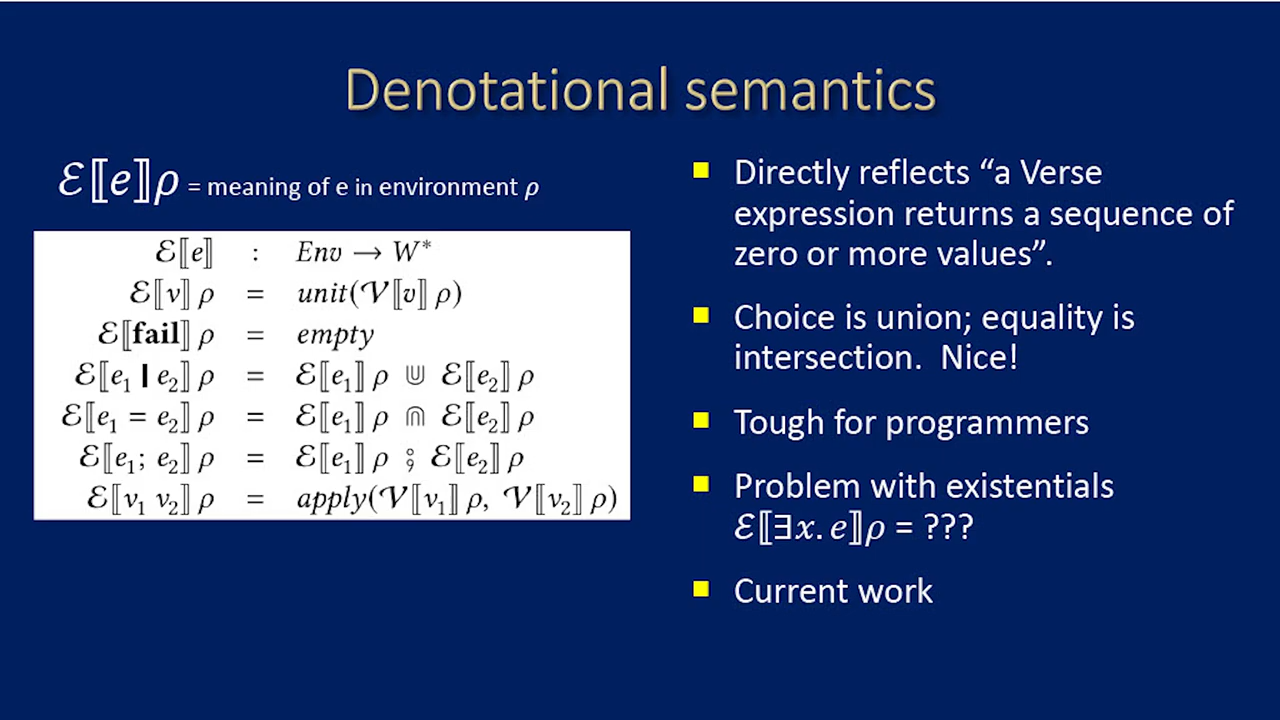 Denotational semantics
ℰ⟦e⟧ρ = meaning of e in environment ρ
ℰ⟦e⟧ : Env → W*
ℰ⟦v⟧ ρ = unit(𝒱⟦v⟧ ρ)
ℰ⟦fail⟧ ρ = empty
ℰ⟦e₁ | e₂⟧ ρ = ℰ⟦e₁⟧ ρ ⋓ ℰ⟦e₂⟧ ρ
ℰ⟦e₁ = e₂⟧ ρ = ℰ⟦e₁⟧ ρ ⋒ ℰ⟦e₂⟧ ρ
ℰ⟦e₁; e₂⟧ ρ = ℰ⟦e₁⟧ ρ ⨟ ℰ⟦e₂⟧ ρ
ℰ⟦v₁ v₂⟧ ρ = apply(𝒱⟦v₁⟧ ρ, 𝒱⟦v₂⟧ ρ)
Directly reflects “a Verse
expression returns a sequence of
zero or more values”.
Choice is union; equality is
intersection. Nice!
Tough for programmers
Problem with existentials
ℰ⟦∃x. e⟧ρ = ???
Current work